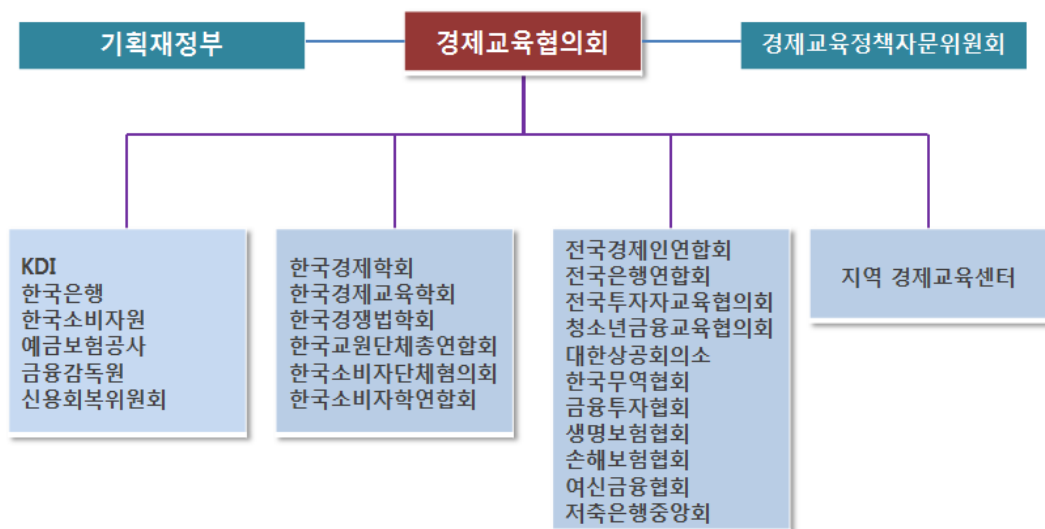 기획재정부
경제교육협의회
경제교육정책자문위원회
KDI
한국은행
한국소비자원
예금보험공사
금융감독원
신용회복위원회
한국경제학회
한국경제교육학회
한국경쟁법학회
한국교원단체총연합회
한국소비자단체혐의회
한국소비자학연합회
전국경제인연합회
전국은행연합회
전국투자자교육협의회
청소년금융교육협의회
대한상공회의소
한국무역협회
금융투자협회
생명보험협회
손해보험협회
여신금융협회
저축은행중앙회
지역 경제교육센터